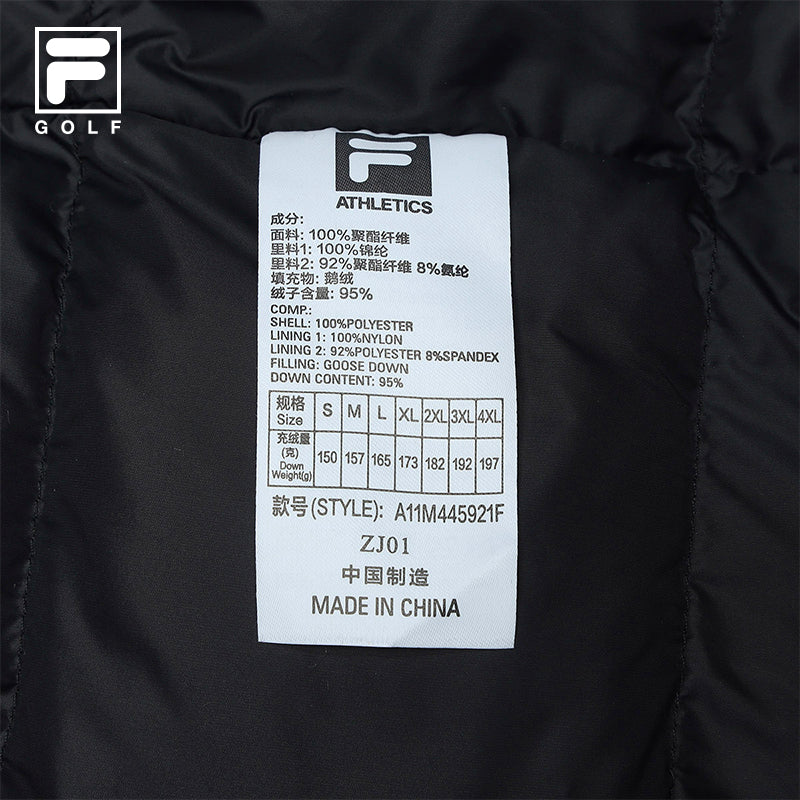 F
GOLF
F
ATHLETICS
成分:
面料: 100%聚酯纤维
里料1: 100%锦纶
里料2: 92%聚酯纤维 8%氨纶
填充物: 鹅绒
绒子含量: 95%
COMP.:
SHELL: 100%POLYESTER
LINING 1: 100%NYLON
LINING 2: 92%POLYESTER 8%SPANDEX
FILLING: GOOSE DOWN
DOWN CONTENT: 95%
规格 Size S M L XL 2XL 3XL 4XL
充绒量 (克) Down Weight(g) 150 157 165 173 182 192 197
款号(STYLE): A11M445921F
ZJ01
中国制造
MADE IN CHINA